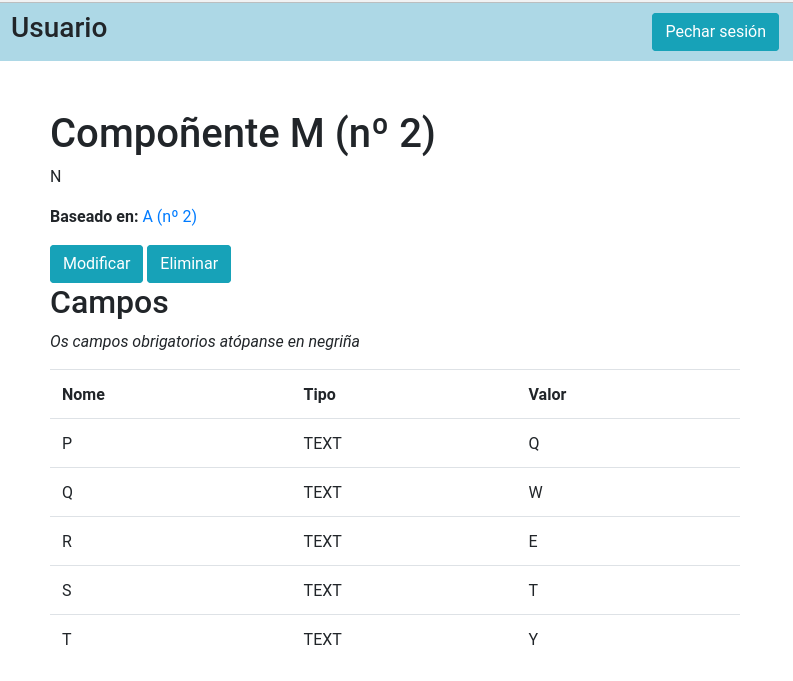 Usuario
Pechar sesión
Compoñente M (nº 2)
N
Baseado en: A (nº 2)
Modificar Eliminar
Campos
Os campos obrigatorios atópanse en negriña
Nome Tipo Valor
P TEXT Q
Q TEXT W
R TEXT E
S TEXT T
T TEXT Y